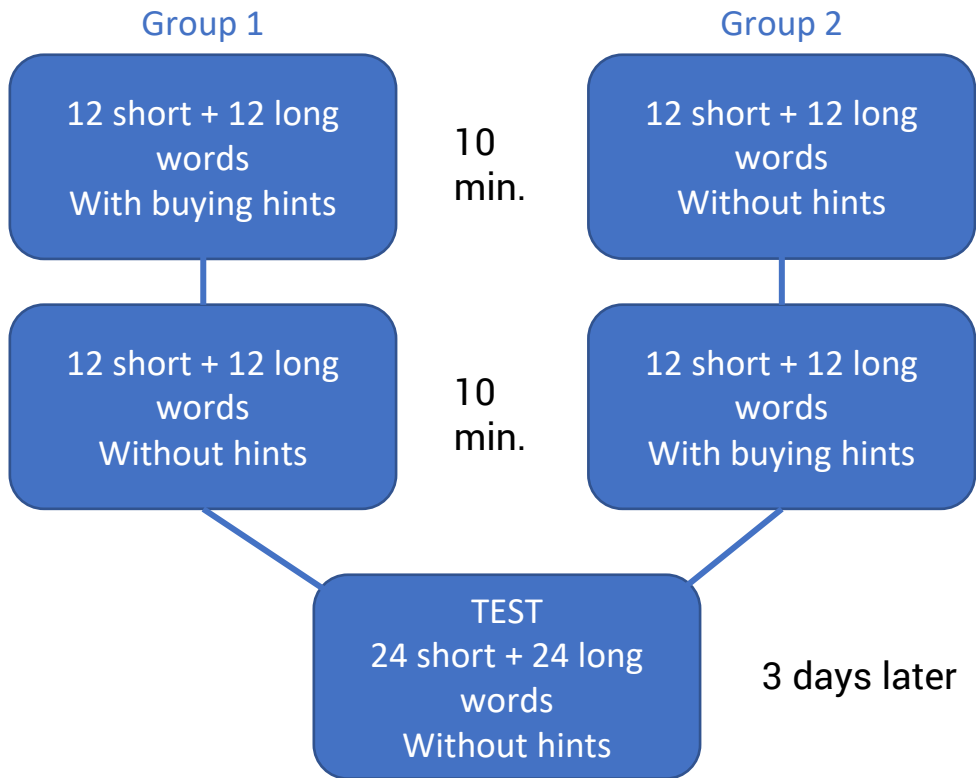 Group 1
Group 2
12 short + 12 long
words
With buying hints
10
min.
12 short + 12 long
words
Without hints
12 short + 12 long
words
Without hints
10
min.
12 short + 12 long
words
With buying hints
TEST
24 short + 24 long
words
Without hints
3 days later